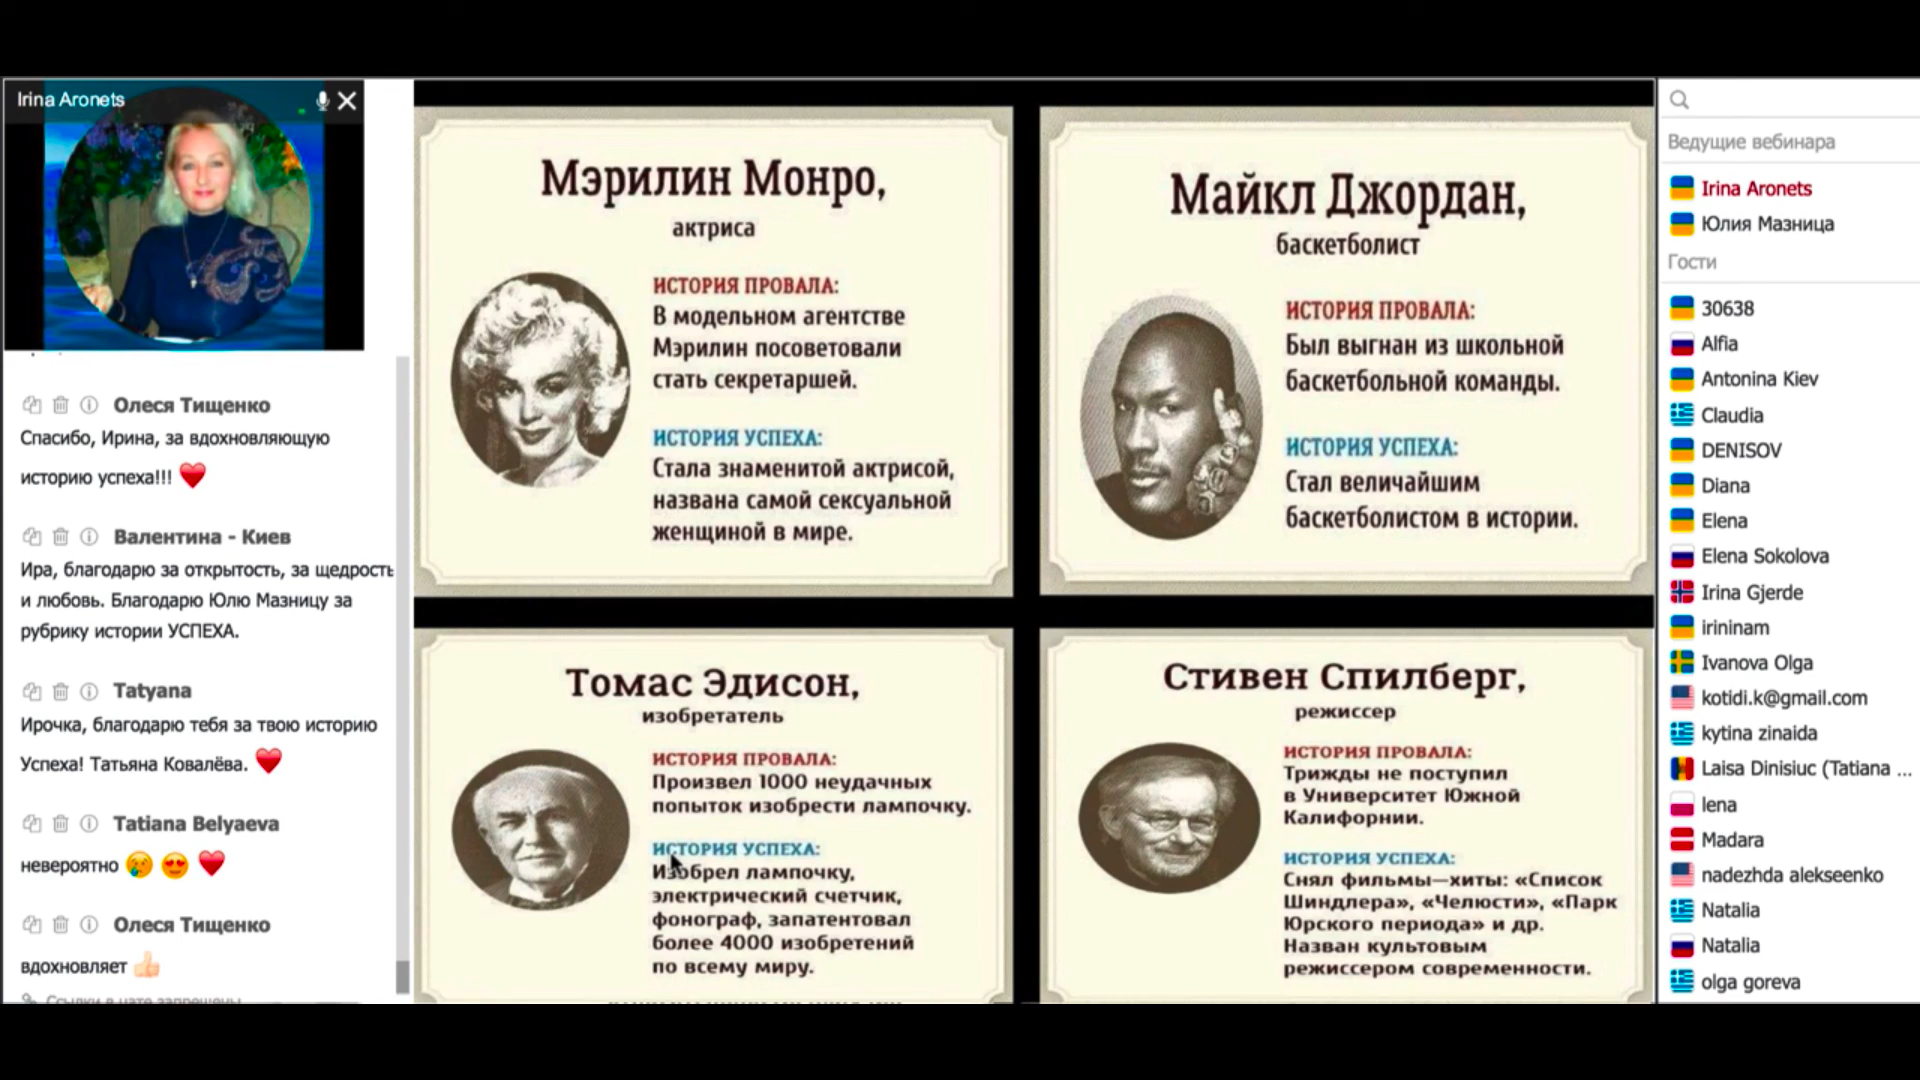 Irina Aronets
Олеся Тищенко
Спасибо, Ирина, за вдохновляющую
историю успеха!!! ❤️
Валентина - Киев
Ира, благодарю за открытость, за щедрость
и любовь. Благодарю Юлю Мазницу за
рубрику истории УСПЕХА.
Tatyana
Ирочка, благодарю тебя за твою историю
Успеха! Татьяна Ковалёва. ❤️
Tatiana Belyaeva
невероятно 😢 😍 ❤️
Олеся Тищенко
вдохновляет 👍🏻
Ссылки в чате запрещены
Мэрилин Монро,
актриса
ИСТОРИЯ ПРОВАЛА:
В модельном агентстве
Мэрилин посоветовали
стать секретаршей.
ИСТОРИЯ УСПЕХА:
Стала знаменитой актрисой,
названа самой сексуальной
женщиной в мире.
Майкл Джордан,
баскетболист
ИСТОРИЯ ПРОВАЛА:
Был выгнан из школьной
баскетбольной команды.
ИСТОРИЯ УСПЕХА:
Стал величайшим
баскетболистом в истории.
Томас Эдисон,
изобретатель
ИСТОРИЯ ПРОВАЛА:
Произвел 1000 неудачных
попыток изобрести лампочку.
ИСТОРИЯ УСПЕХА:
Изобрел лампочку,
электрический счетчик,
фонограф, запатентовал
более 4000 изобретений
по всему миру.
Стивен Спилберг,
режиссер
ИСТОРИЯ ПРОВАЛА:
Трижды не поступил
в Университет Южной
Калифорнии.
ИСТОРИЯ УСПЕХА:
Снял фильмы—хиты: «Список
Шиндлера», «Челюсти», «Парк
Юрского периода» и др.
Назван культовым
режиссером современности.
Ведущие вебинара
Irina Aronets
Юлия Мазница
Гости
30638
Alfia
Antonina Kiev
Claudia
DENISOV
Diana
Elena
Elena Sokolova
Irina Gjerde
irininam
Ivanova Olga
kotidi.k@gmail.com
kytina zinaida
Laisa Dinisiuc (Tatiana ...
lena
Madara
nadezhda alekseenko
Natalia
Natalia
olga goreva